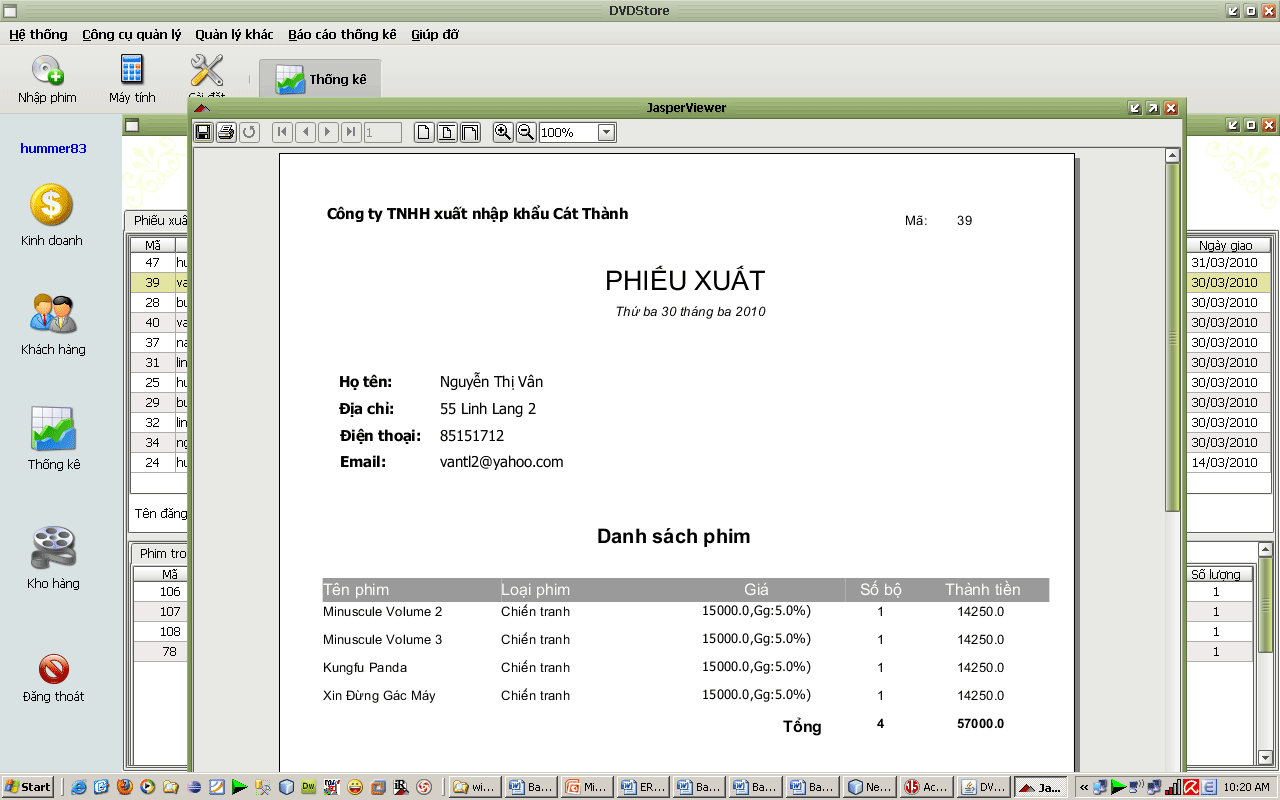 DVDStore
Hệ thống Công cụ quản lý Quản lý khác Báo cáo thống kê Giúp đỡ
Nhập phim
Máy tính
Cài đặt
Thống kê
JasperViewer
1
100%
hummer83
Kinh doanh
Khách hàng
Thống kê
Kho hàng
Đăng thoát
Phiếu xuấ
Mã
47 hu
39 va
28 bu
40 va
37 na
31 lin
25 hu
29 bu
32 lin
34 ng
24 hu
Tên đăng
Phim tro
Mã
106
107
108
78
Công ty TNHH xuất nhập khẩu Cát Thành
Mã: 39
PHIẾU XUẤT
Thứ ba 30 tháng ba 2010
Họ tên: Nguyễn Thị Vân
Địa chỉ: 55 Linh Lang 2
Điện thoại: 85151712
Email: vantl2@yahoo.com
Danh sách phim
Tên phim Loại phim Giá Số bộ Thành tiền
Minuscule Volume 2 Chiến tranh 15000.0,Gg:5.0%) 1 14250.0
Minuscule Volume 3 Chiến tranh 15000.0,Gg:5.0%) 1 14250.0
Kungfu Panda Chiến tranh 15000.0,Gg:5.0%) 1 14250.0
Xin Đừng Gác Máy Chiến tranh 15000.0,Gg:5.0%) 1 14250.0
Tổng 4 57000.0
Ngày giao
31/03/2010
30/03/2010
30/03/2010
30/03/2010
30/03/2010
30/03/2010
30/03/2010
30/03/2010
30/03/2010
30/03/2010
14/03/2010
Số lượng
1
1
1
1
Start wi... Ba... Mi... ER... Ba... Ba... Ba... Ne... Ac... DV... Ja... 10:20 AM